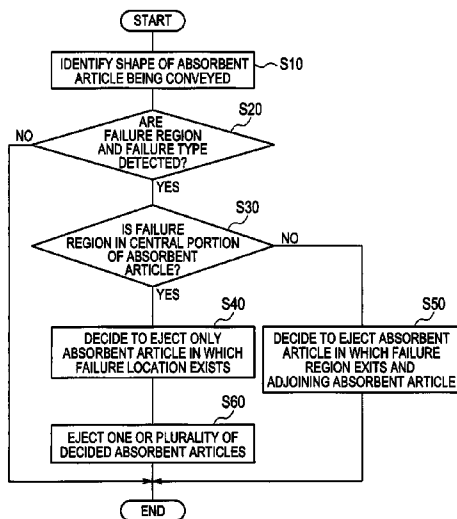 START
IDENTIFY SHAPE OF ABSORBENT
ARTICLE BEING CONVEYED
S10
ARE
FAILURE REGION
AND FAILURE TYPE
DETECTED?
S20
NO
YES
IS FAILURE
REGION IN CENTRAL PORTION
OF ABSORBENT
ARTICLE?
S30
NO
YES
DECIDE TO EJECT ONLY
ABSORBENT ARTICLE IN WHICH
FAILURE LOCATION EXISTS
S40
DECIDE TO EJECT ABSORBENT
ARTICLE IN WHICH FAILURE
REGION EXITS AND
ADJOINING ABSORBENT ARTICLE
S50
EJECT ONE OR PLURALITY OF
DECIDED ABSORBENT ARTICLES
S60
END